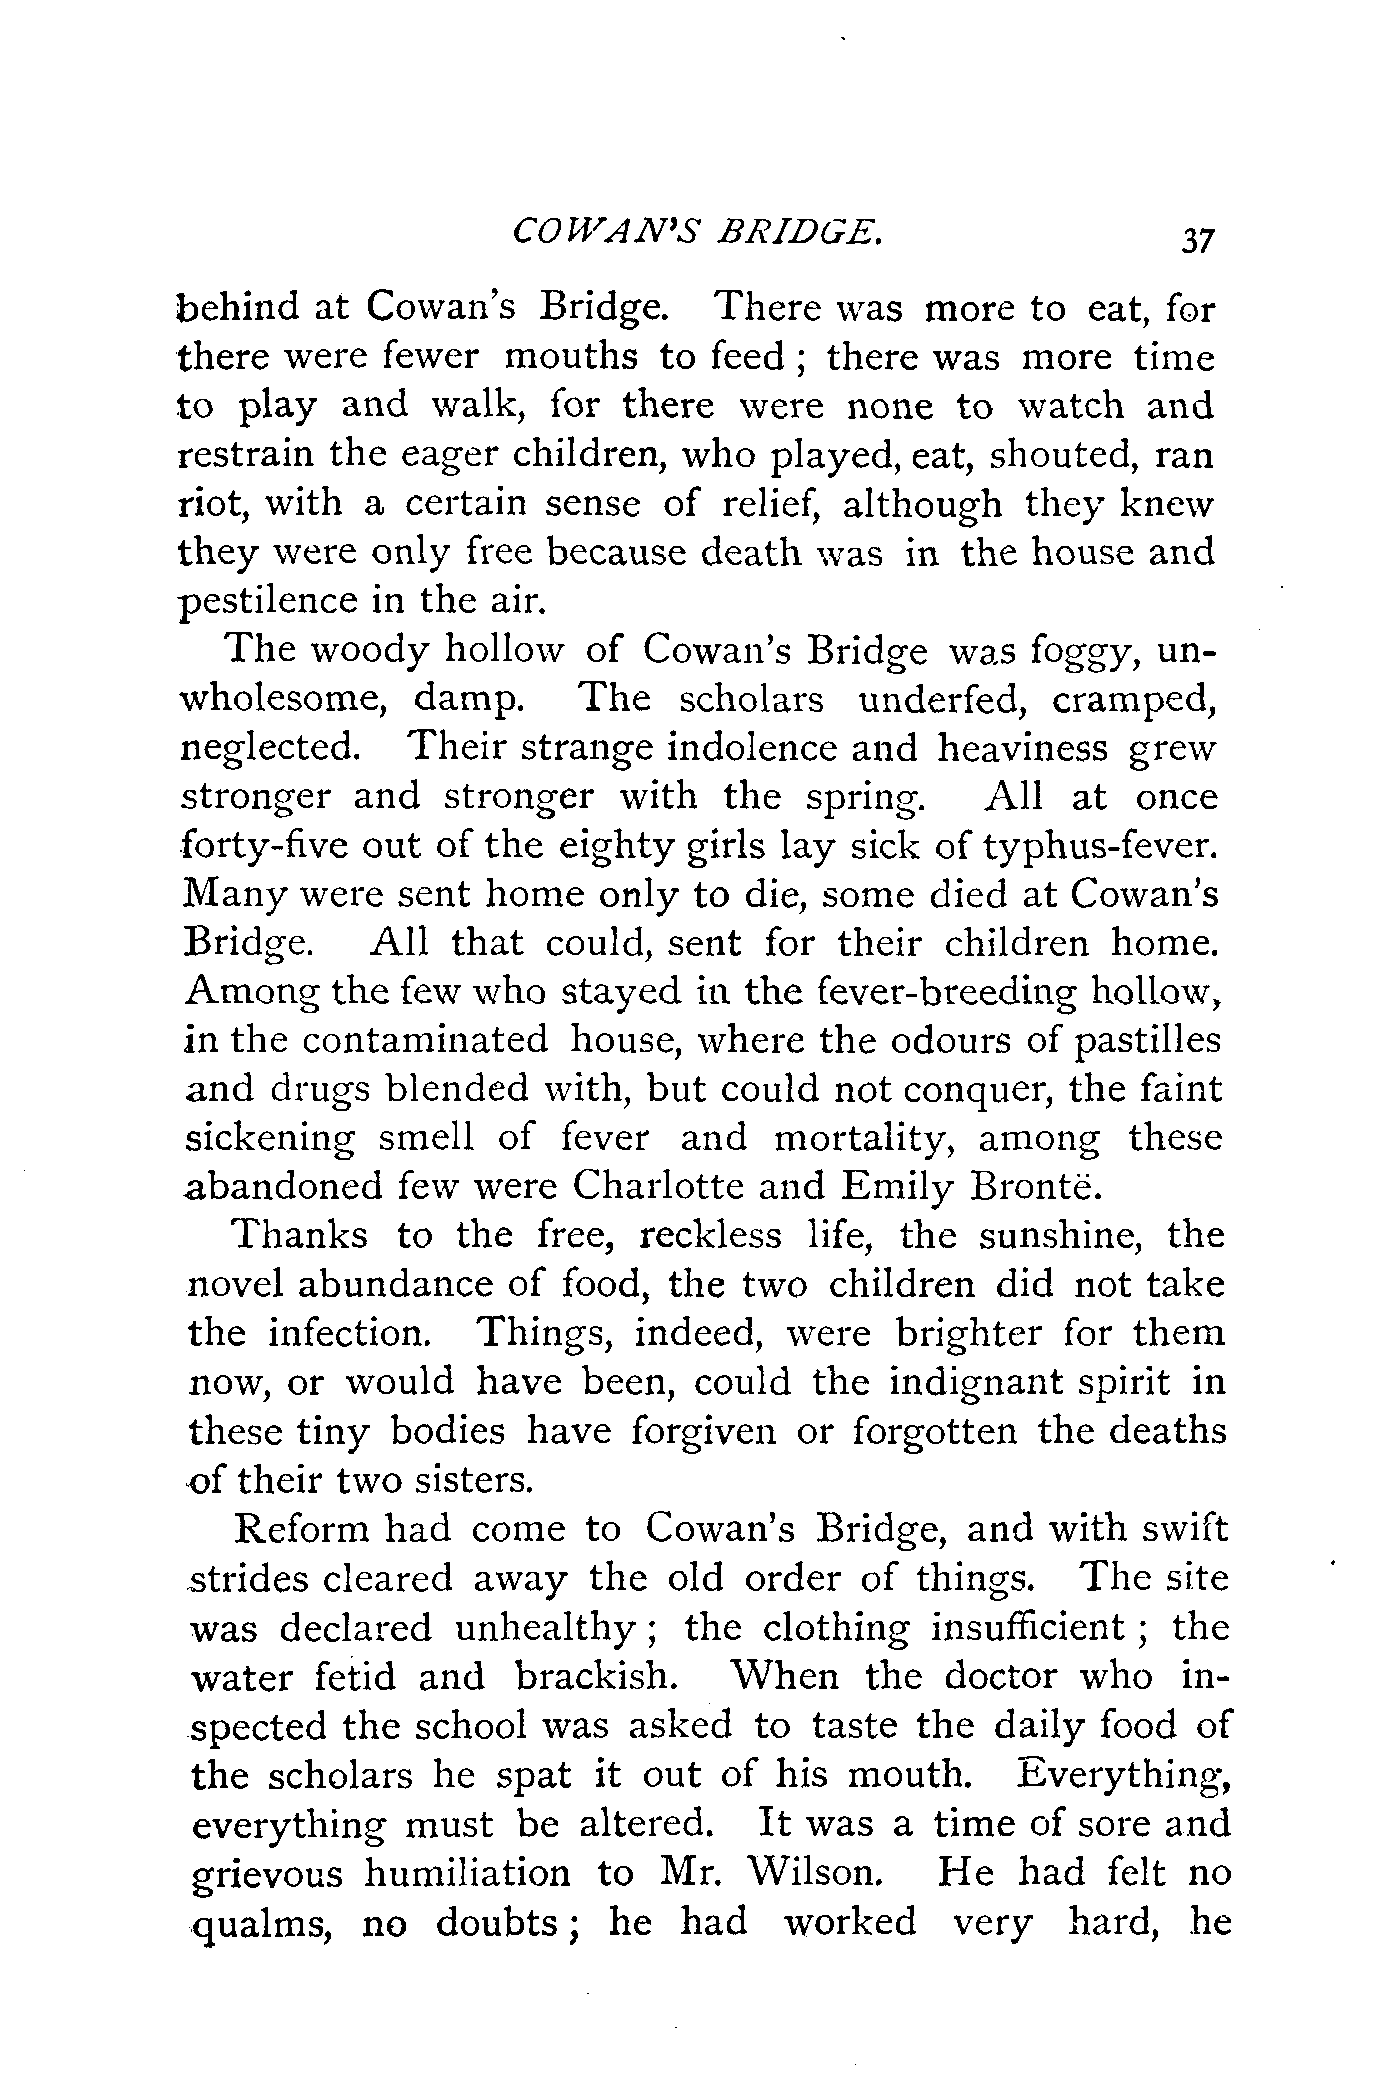 COWAN'S BRIDGE. 37
behind at Cowan's Bridge. There was more to eat, for
there were fewer mouths to feed ; there was more time
to play and walk, for there were none to watch and
restrain the eager children, who played, eat, shouted, ran
riot, with a certain sense of relief, although they knew
they were only free because death was in the house and
pestilence in the air.
The woody hollow of Cowan's Bridge was foggy, un-
wholesome, damp. The scholars underfed, cramped,
neglected. Their strange indolence and heaviness grew
stronger and stronger with the spring. All at once
forty-five out of the eighty girls lay sick of typhus-fever.
Many were sent home only to die, some died at Cowan's
Bridge. All that could, sent for their children home.
Among the few who stayed in the fever-breeding hollow,
in the contaminated house, where the odours of pastilles
and drugs blended with, but could not conquer, the faint
sickening smell of fever and mortality, among these
abandoned few were Charlotte and Emily Brontë.
Thanks to the free, reckless life, the sunshine, the
novel abundance of food, the two children did not take
the infection. Things, indeed, were brighter for them
now, or would have been, could the indignant spirit in
these tiny bodies have forgiven or forgotten the deaths
of their two sisters.
Reform had come to Cowan's Bridge, and with swift
strides cleared away the old order of things. The site
was declared unhealthy ; the clothing insufficient ; the
water fetid and brackish. When the doctor who in-
spected the school was asked to taste the daily food of
the scholars he spat it out of his mouth. Everything,
everything must be altered. It was a time of sore and
grievous humiliation to Mr. Wilson. He had felt no
qualms, no doubts ; he had worked very hard, he